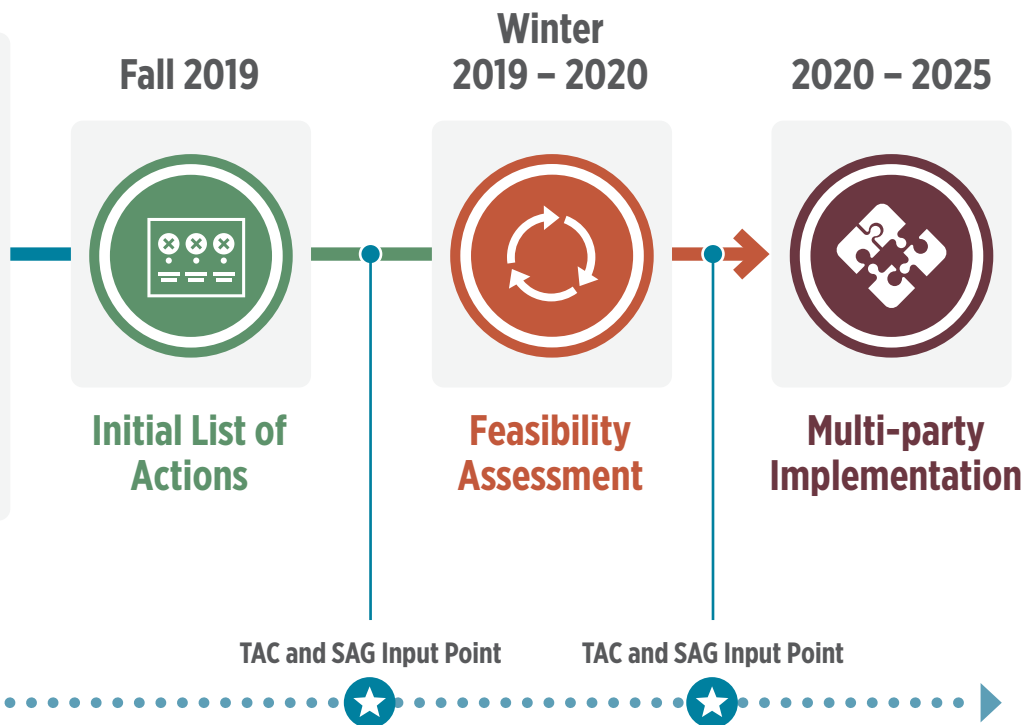 Fall 2019
Winter
2019 – 2020
2020 – 2025
Initial List of
Actions
Feasibility
Assessment
Multi-party
Implementation
TAC and SAG Input Point
TAC and SAG Input Point